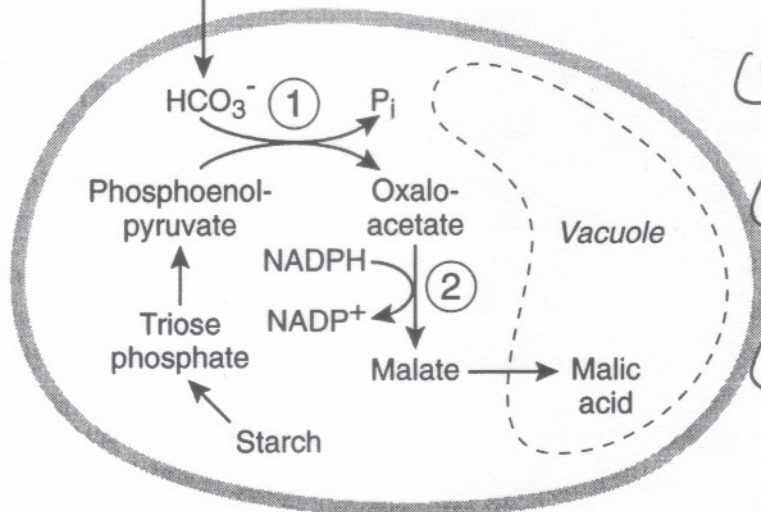 HCO₃⁻ ① Pᵢ
Phosphoenol-
pyruvate
Oxalo-
acetate
Vacuole
NADPH
②
NADP⁺
Triose
phosphate
Malate
Malic
acid
Starch